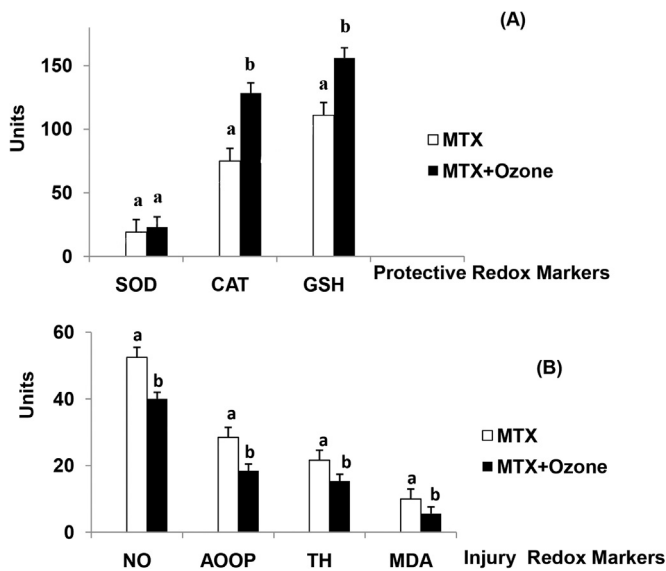 (A)
Units
150
100
50
0
a a
a b
a b
MTX
MTX+Ozone
SOD CAT GSH
Protective Redox Markers
(B)
Units
60
40
20
0
a b
a b
a b
a b
MTX
MTX+Ozone
NO AOOP TH MDA
Injury Redox Markers